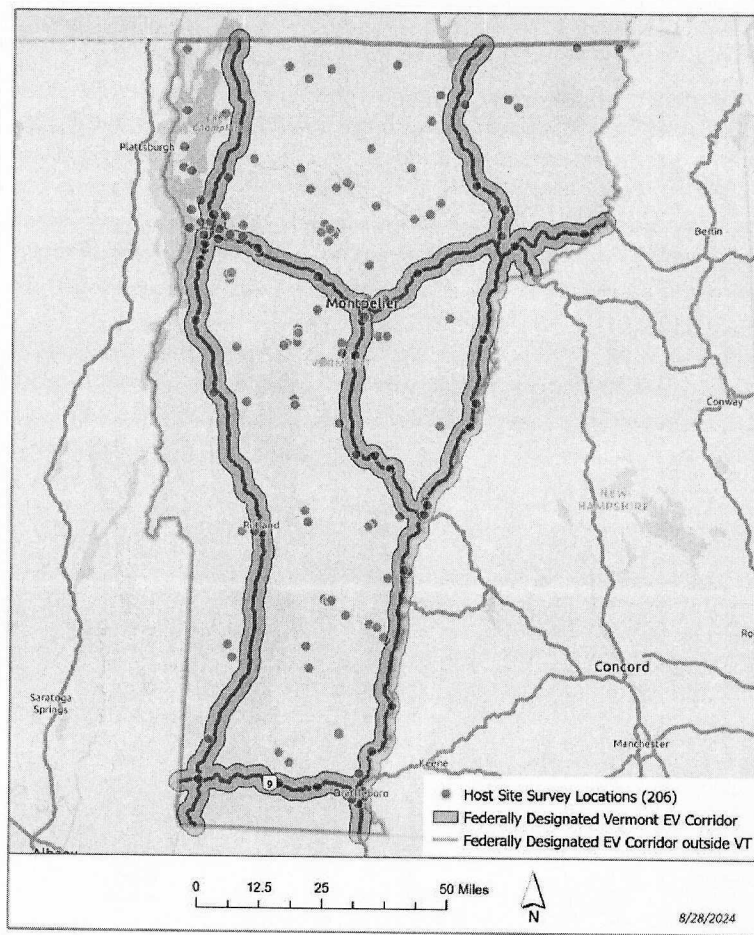 Plattsburgh
Berlin
Montpelier
VERMONT
Conway
NEW
HAMPSHIRE
Rutland
Concord
Saratoga
Springs
Manchester
Keene
9
Brattleboro
Host Site Survey Locations (206)
Federally Designated Vermont EV Corridor
Federally Designated EV Corridor outside VT
0 12.5 25 50 Miles
N
8/28/2024